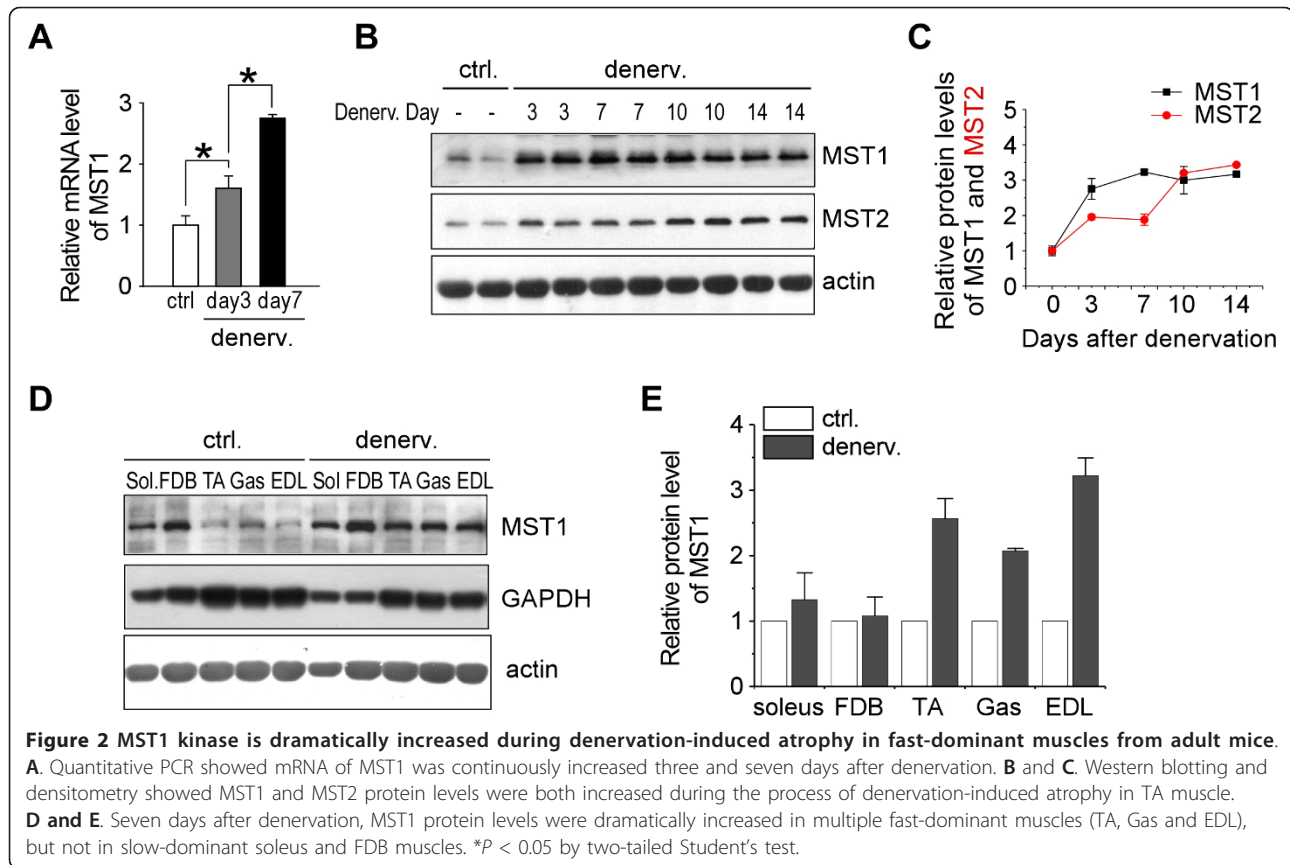 A
Relative mRNA level
of MST1
3
2
1
0
*
*
ctrl day3 day7
denerv.
B
ctrl. denerv.
Denerv. Day - - 3 3 7 7 10 10 14 14
MST1
MST2
actin
C
Relative protein levels
of MST1 and MST2
MST1
MST2
5
4
3
2
1
0
0 3 7 10 14
Days after denervation
D
ctrl. denerv.
Sol. FDB TA Gas EDL Sol FDB TA Gas EDL
MST1
GAPDH
actin
E
ctrl.
denerv.
Relative protein level
of MST1
4
3
2
1
0
soleus FDB TA Gas EDL
Figure 2 MST1 kinase is dramatically increased during denervation-induced atrophy in fast-dominant muscles from adult mice.
A. Quantitative PCR showed mRNA of MST1 was continuously increased three and seven days after denervation. B and C. Western blotting and
densitometry showed MST1 and MST2 protein levels were both increased during the process of denervation-induced atrophy in TA muscle.
D and E. Seven days after denervation, MST1 protein levels were dramatically increased in multiple fast-dominant muscles (TA, Gas and EDL),
but not in slow-dominant soleus and FDB muscles. *P < 0.05 by two-tailed Student's test.